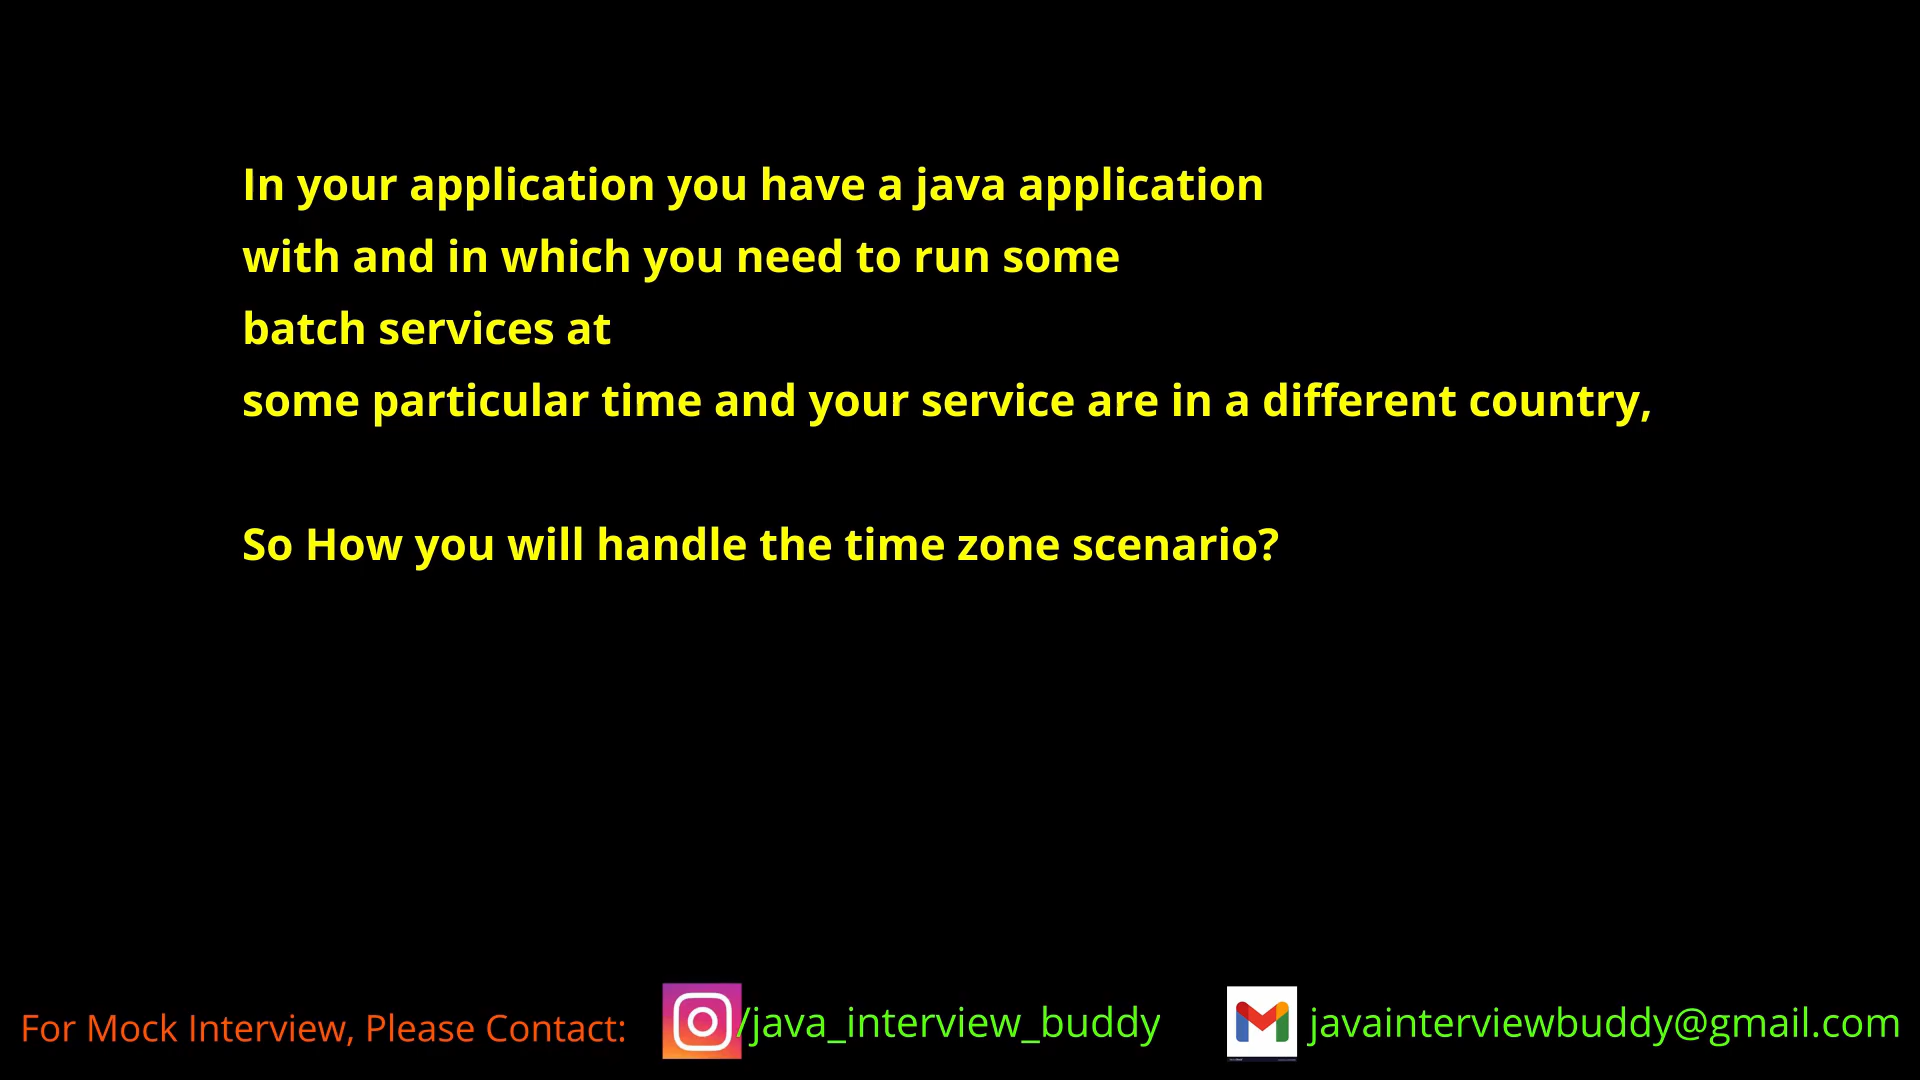 In your application you have a java application
with and in which you need to run some
batch services at
some particular time and your service are in a different country,
So How you will handle the time zone scenario?
For Mock Interview, Please Contact: /java_interview_buddy javainterviewbuddy@gmail.com